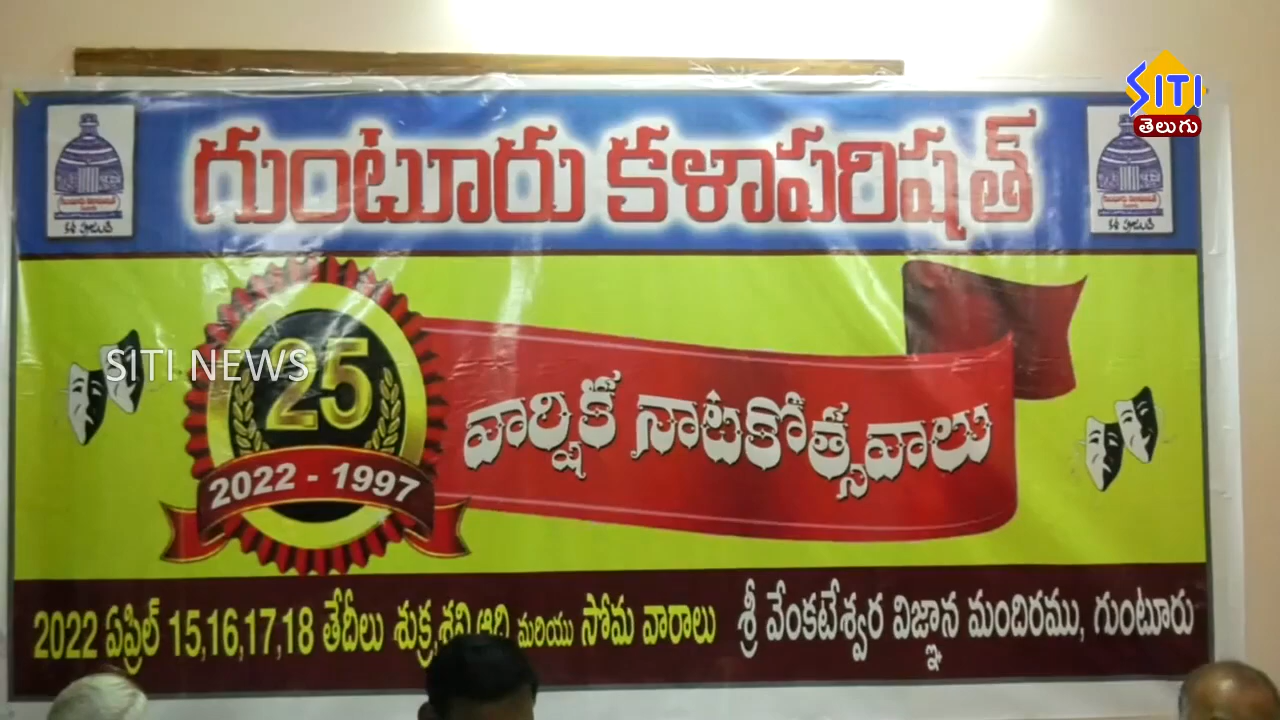 SITI
తెలుగు
గుంటూరు కళాపరిషత్
SITI NEWS
25
2022 - 1997
వార్షిక నాటకోత్సవాలు
2022 ఏప్రిల్ 15,16,17,18 తేదీలు శుక్ర,శని,ఆది మరియు సోమ వారాలు శ్రీ వేంకటేశ్వర విజ్ఞాన మందిరము, గుంటూరు